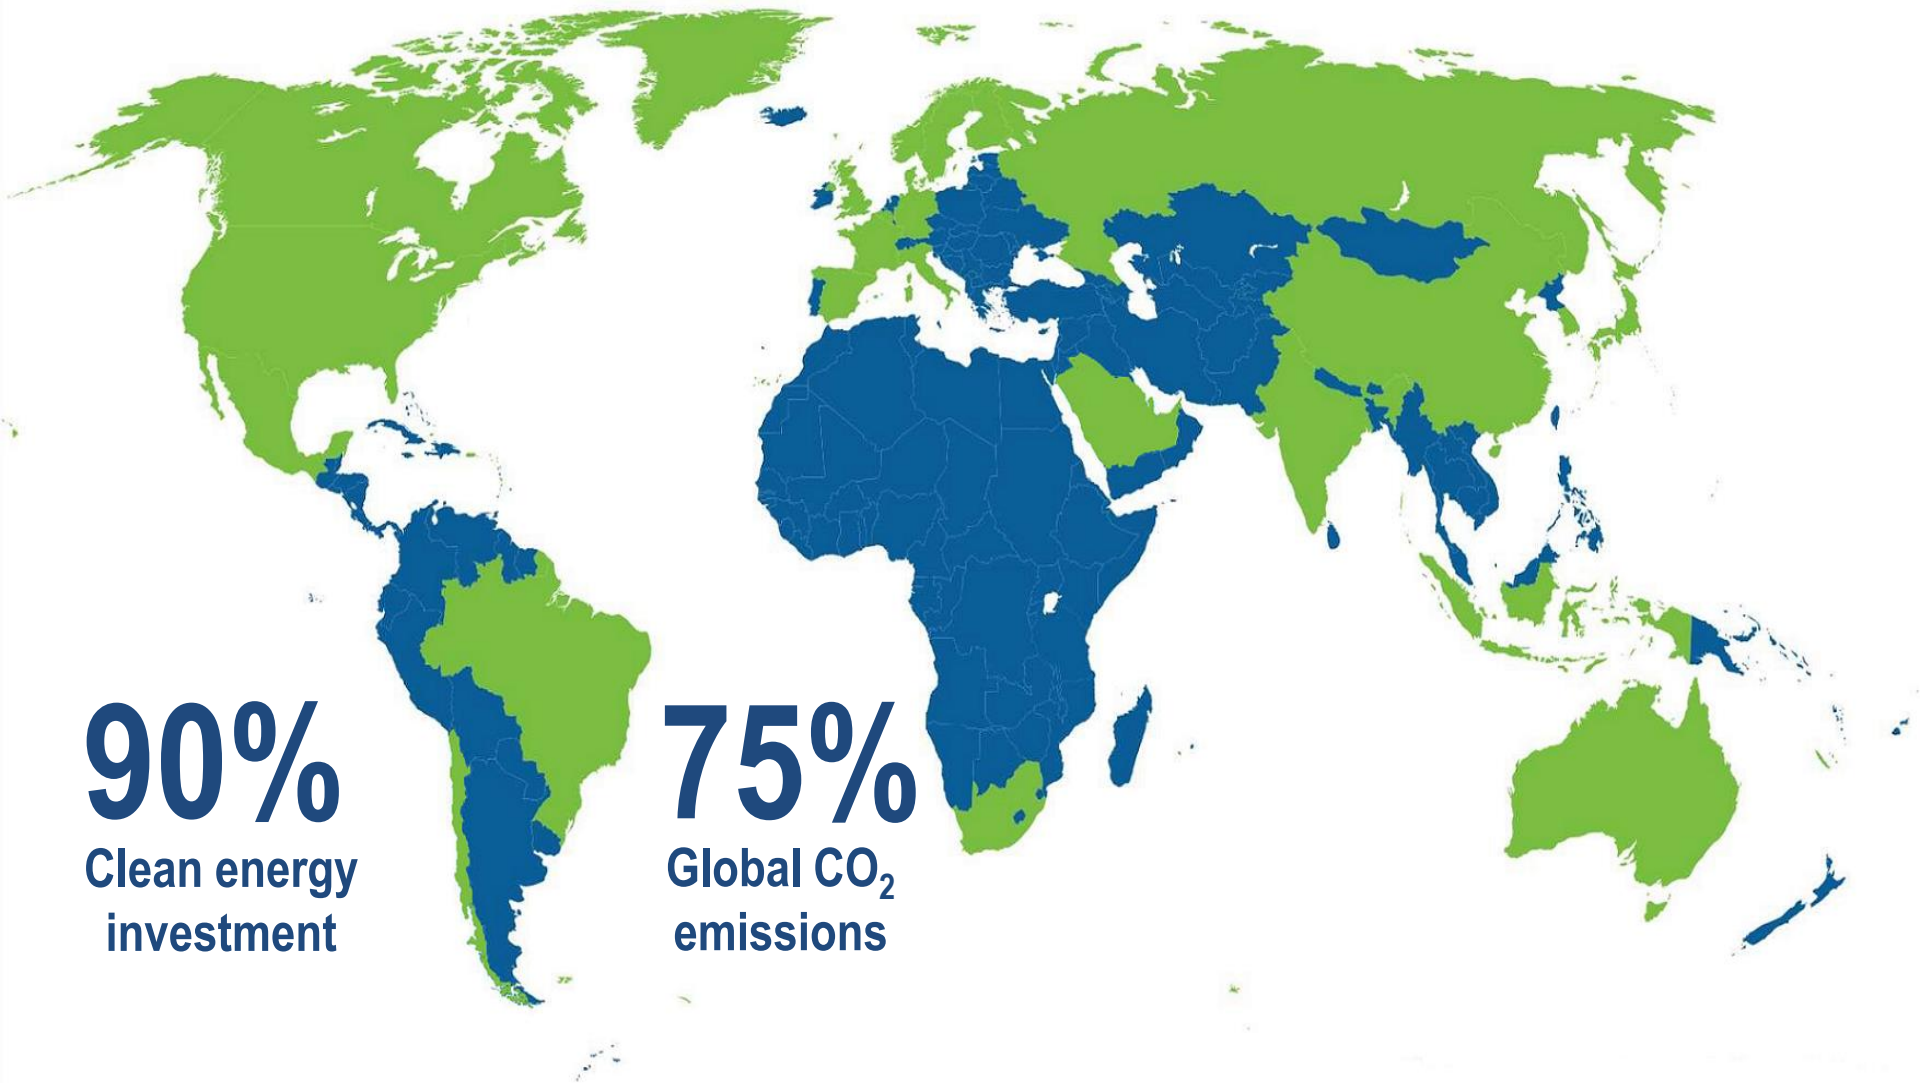 90%
Clean energy
investment
75%
Global CO₂
emissions